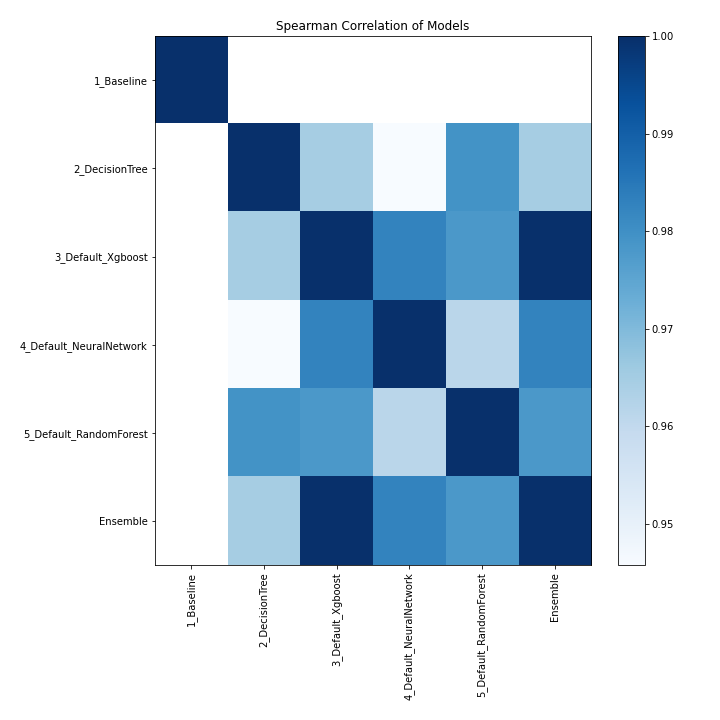 Spearman Correlation of Models
1_Baseline
2_DecisionTree
3_Default_Xgboost
4_Default_NeuralNetwork
5_Default_RandomForest
Ensemble
1_Baseline
2_DecisionTree
3_Default_Xgboost
4_Default_NeuralNetwork
5_Default_RandomForest
Ensemble
1.00
0.99
0.98
0.97
0.96
0.95